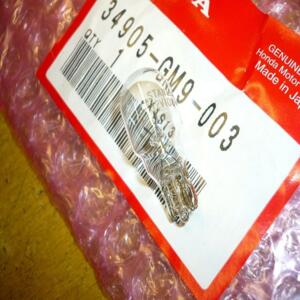 34905-GM9-003
QTY 1
GENUINE
Honda Motor
Made in Ja